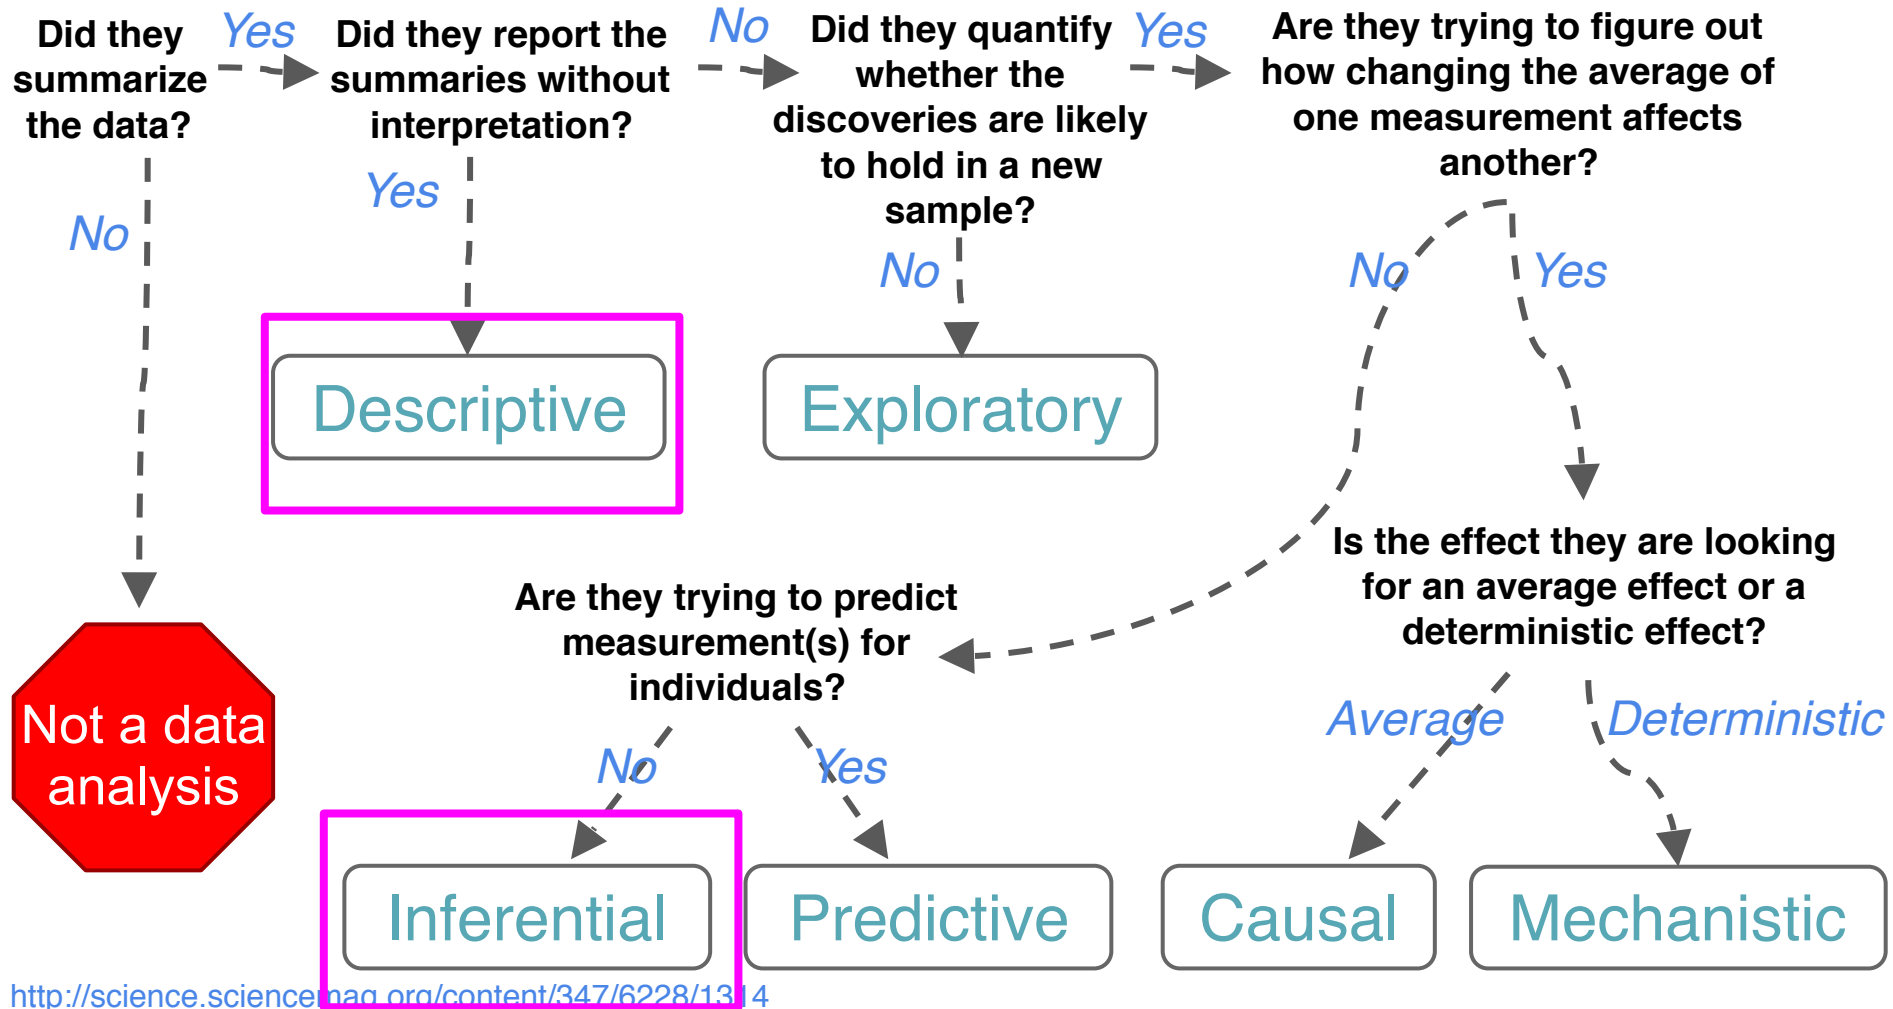 Did they
summarize
the data?
Yes
Did they report the
summaries without
interpretation?
No
Did they quantify
whether the
discoveries are likely
to hold in a new
sample?
Yes
Are they trying to figure out
how changing the average of
one measurement affects
another?
No
Yes
No
No
Yes
Descriptive
Exploratory
Is the effect they are looking
for an average effect or a
deterministic effect?
Are they trying to predict
measurement(s) for
individuals?
Not a data
analysis
No
Yes
Average
Deterministic
Inferential
Predictive
Causal
Mechanistic
http://science.sciencemag.org/content/347/6228/1314